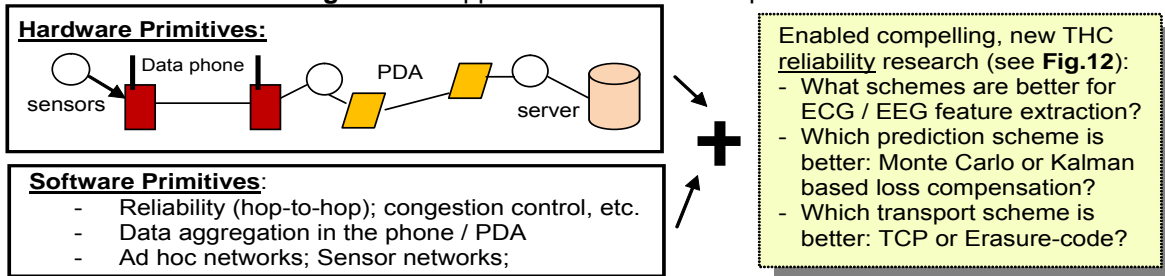 Hardware Primitives:
Data phone
PDA
sensors
server
Software Primitives:
- Reliability (hop-to-hop); congestion control, etc.
- Data aggregation in the phone / PDA
- Ad hoc networks; Sensor networks;
+
Enabled compelling, new THC
reliability research (see Fig.12):
- What schemes are better for
ECG / EEG feature extraction?
- Which prediction scheme is
better: Monte Carlo or Kalman
based loss compensation?
- Which transport scheme is
better: TCP or Erasure-code?